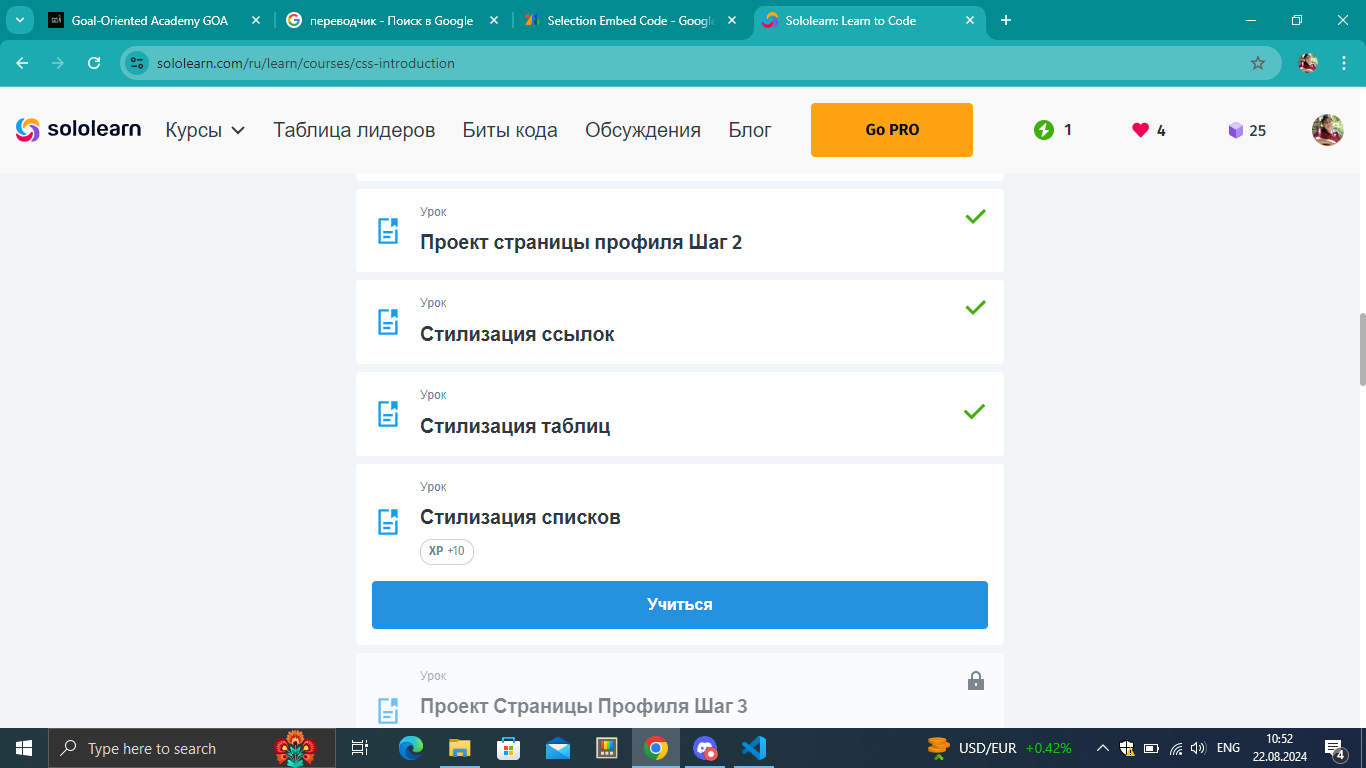 Goal-Oriented Academy GOA
переводчик - Поиск в Google
Selection Embed Code - Google
Sololearn: Learn to Code
sololearn.com/ru/learn/courses/css-introduction
sololearn
Курсы
Таблица лидеров
Биты кода
Обсуждения
Блог
Go PRO
1
4
25
Урок
Проект страницы профиля Шаг 2
Урок
Стилизация ссылок
Урок
Стилизация таблиц
Урок
Стилизация списков
XP +10
Учиться
Урок
Проект Страницы Профиля Шаг 3
Type here to search
USD/EUR +0.42%
ENG
10:52
22.08.2024
4